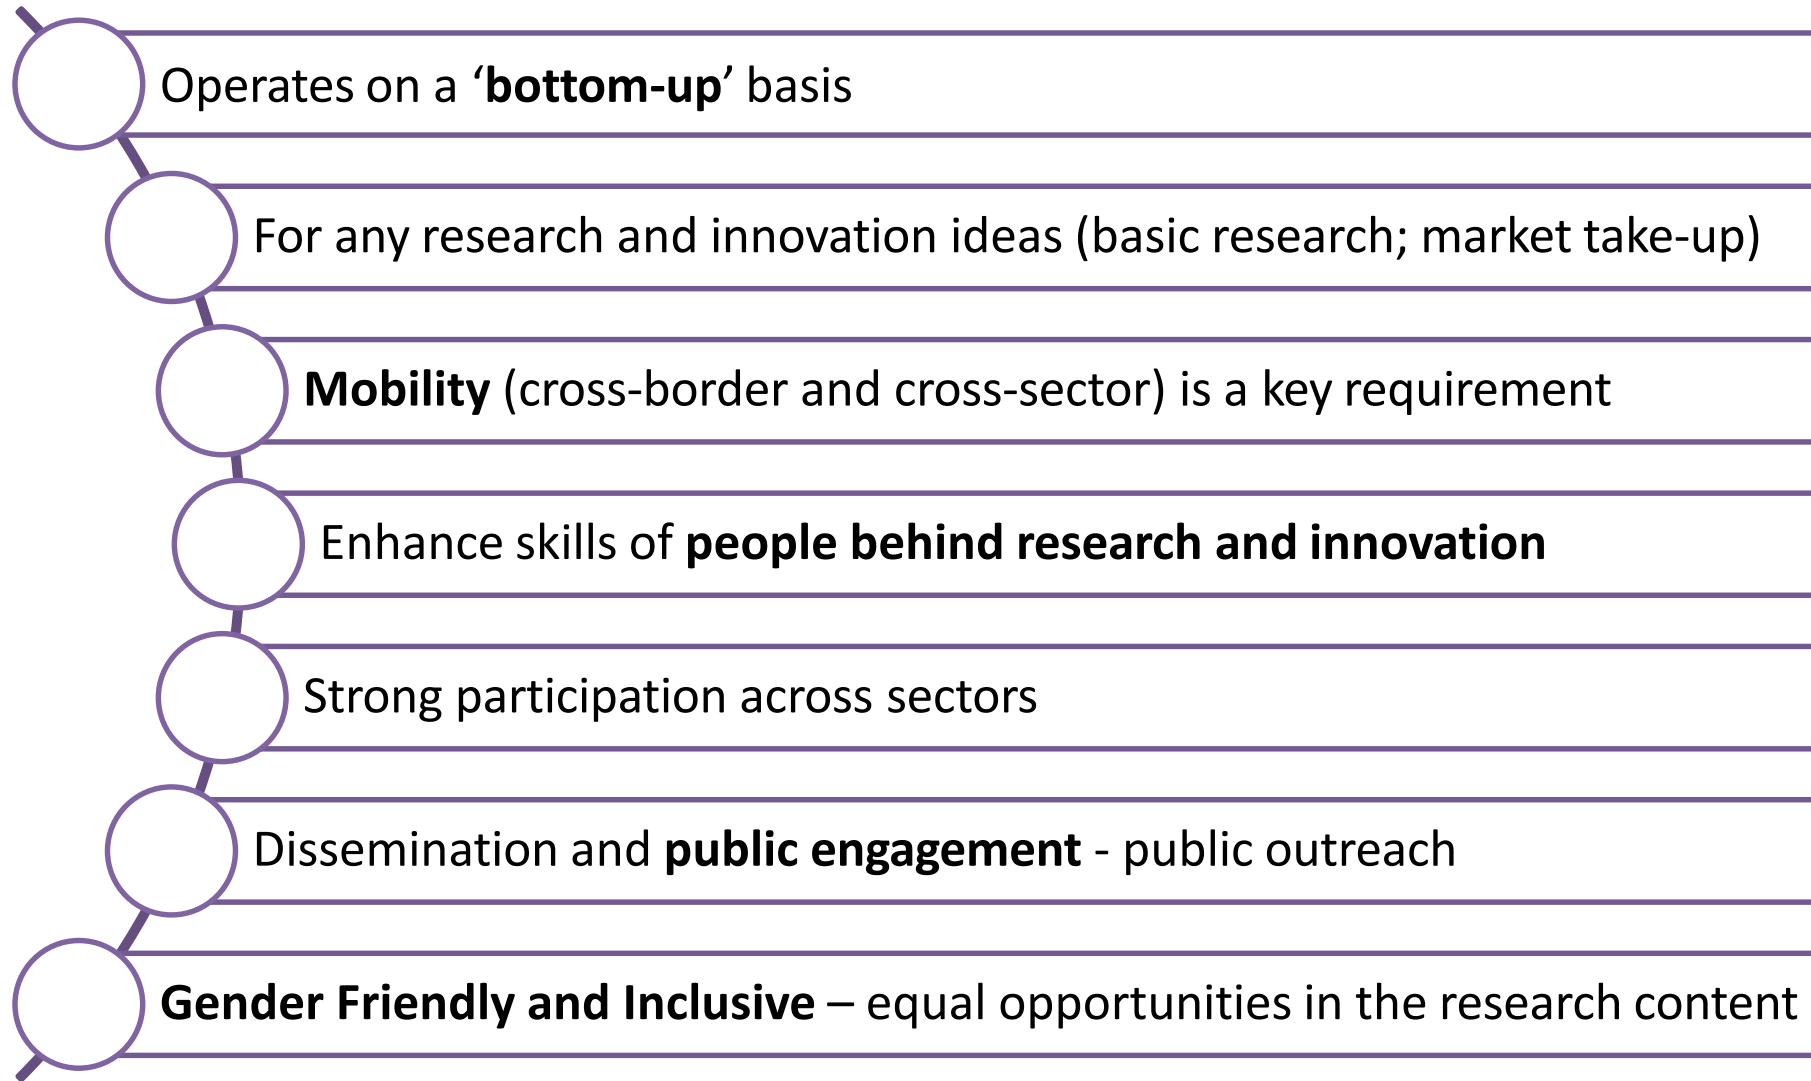 Operates on a ‘bottom-up’ basis
For any research and innovation ideas (basic research; market take-up)
Mobility (cross-border and cross-sector) is a key requirement
Enhance skills of people behind research and innovation
Strong participation across sectors
Dissemination and public engagement - public outreach
Gender Friendly and Inclusive – equal opportunities in the research content